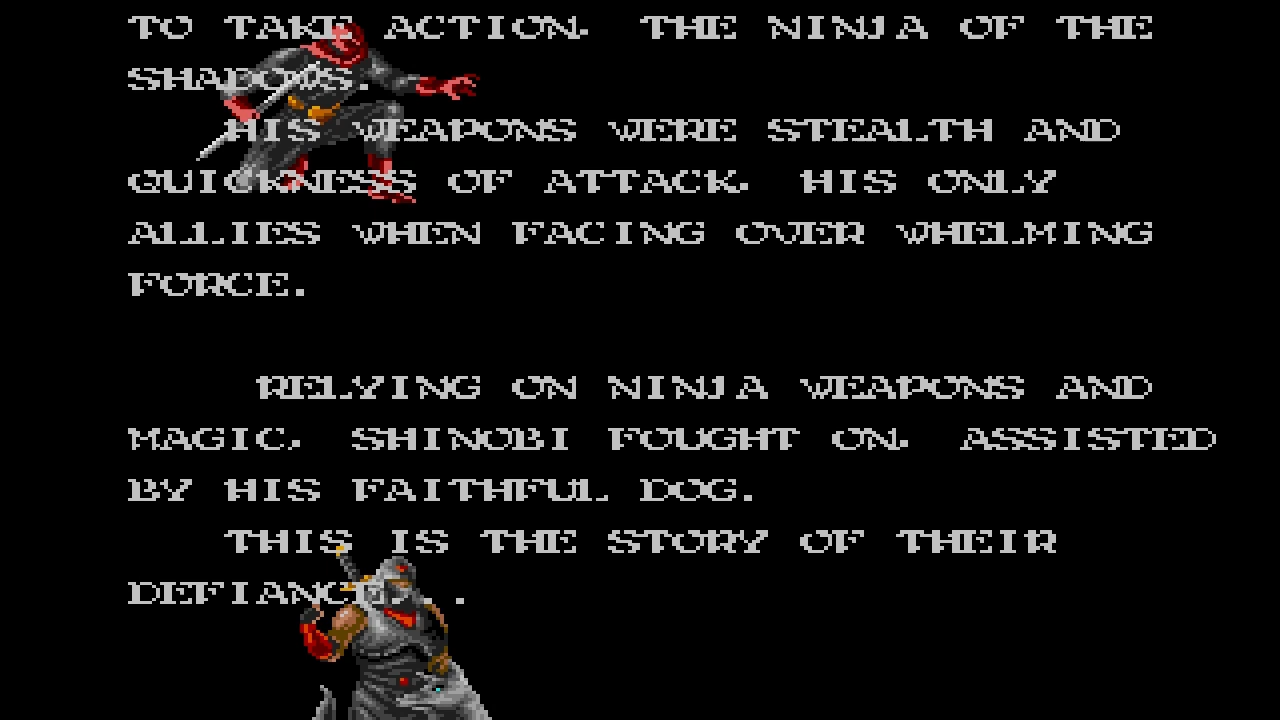 TO TAKE ACTION. THE NINJA OF THE
SHADOWS.
HIS WEAPONS WERE STEALTH AND
QUICKNESS OF ATTACK. HIS ONLY
ALLIES WHEN FACING OVER WHELMING
FORCE.
RELYING ON NINJA WEAPONS AND
MAGIC, SHINOBI FOUGHT ON. ASSISTED
BY HIS FAITHFUL DOG.
THIS IS THE STORY OF THEIR
DEFIANCE...